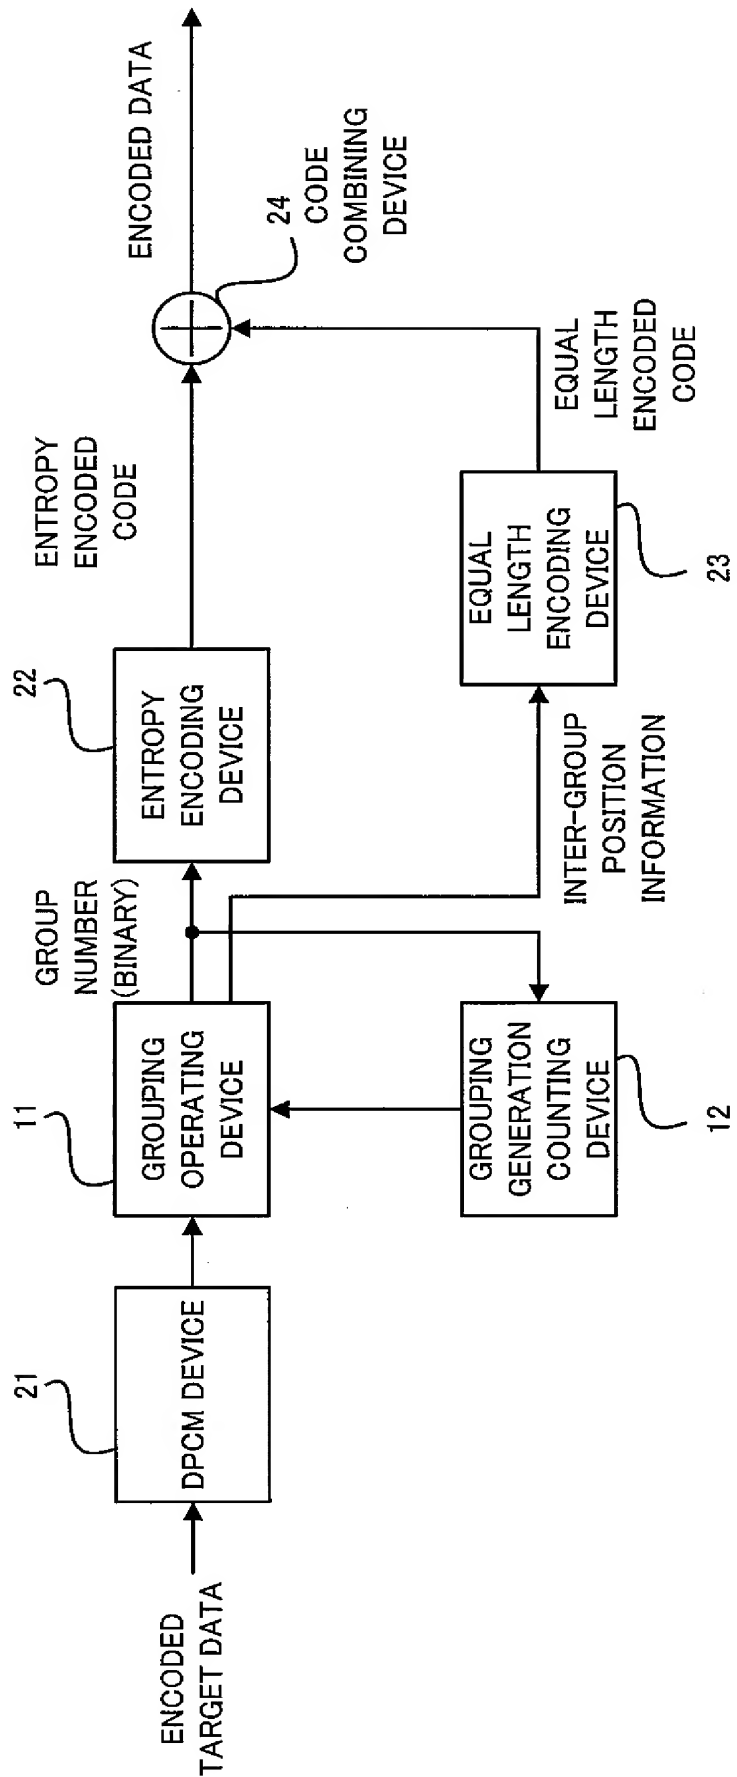 ENCODED
TARGET DATA
21
DPCM DEVICE
11
GROUPING
OPERATING
DEVICE
GROUP
NUMBER
(BINARY)
12
GROUPING
GENERATION
COUNTING
DEVICE
22
ENTROPY
ENCODING
DEVICE
INTER-GROUP
POSITION
INFORMATION
23
EQUAL
LENGTH
ENCODING
DEVICE
ENTROPY
ENCODED
CODE
EQUAL
LENGTH
ENCODED
CODE
24
CODE
COMBINING
DEVICE
ENCODED DATA